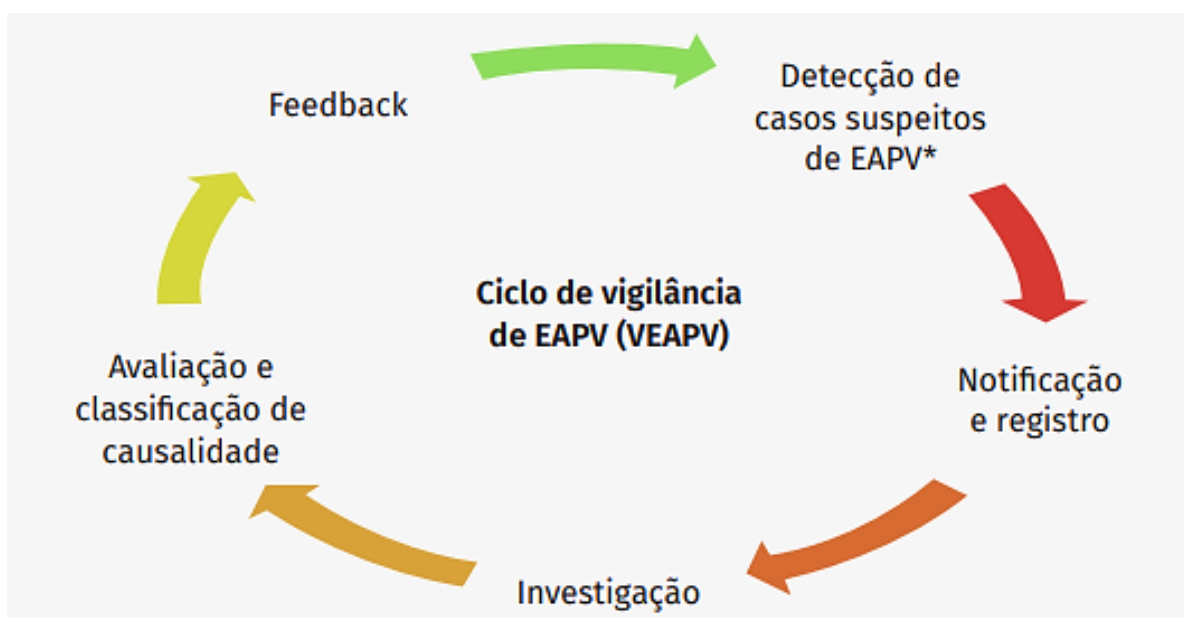 Feedback
Detecção de
casos suspeitos
de EAPV*
Ciclo de vigilância
de EAPV (VEAPV)
Notificação
e registro
Avaliação e
classificação de
causalidade
Investigação